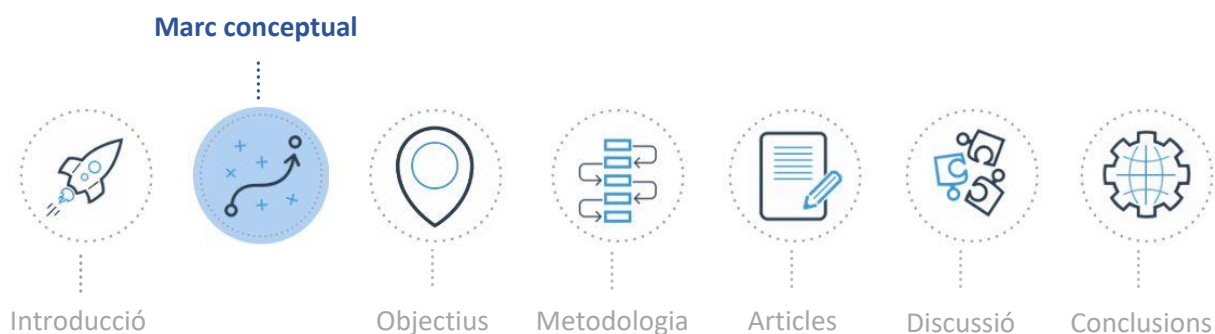 Marc conceptual
Introducció
Objectius
Metodologia
Articles
Discussió
Conclusions